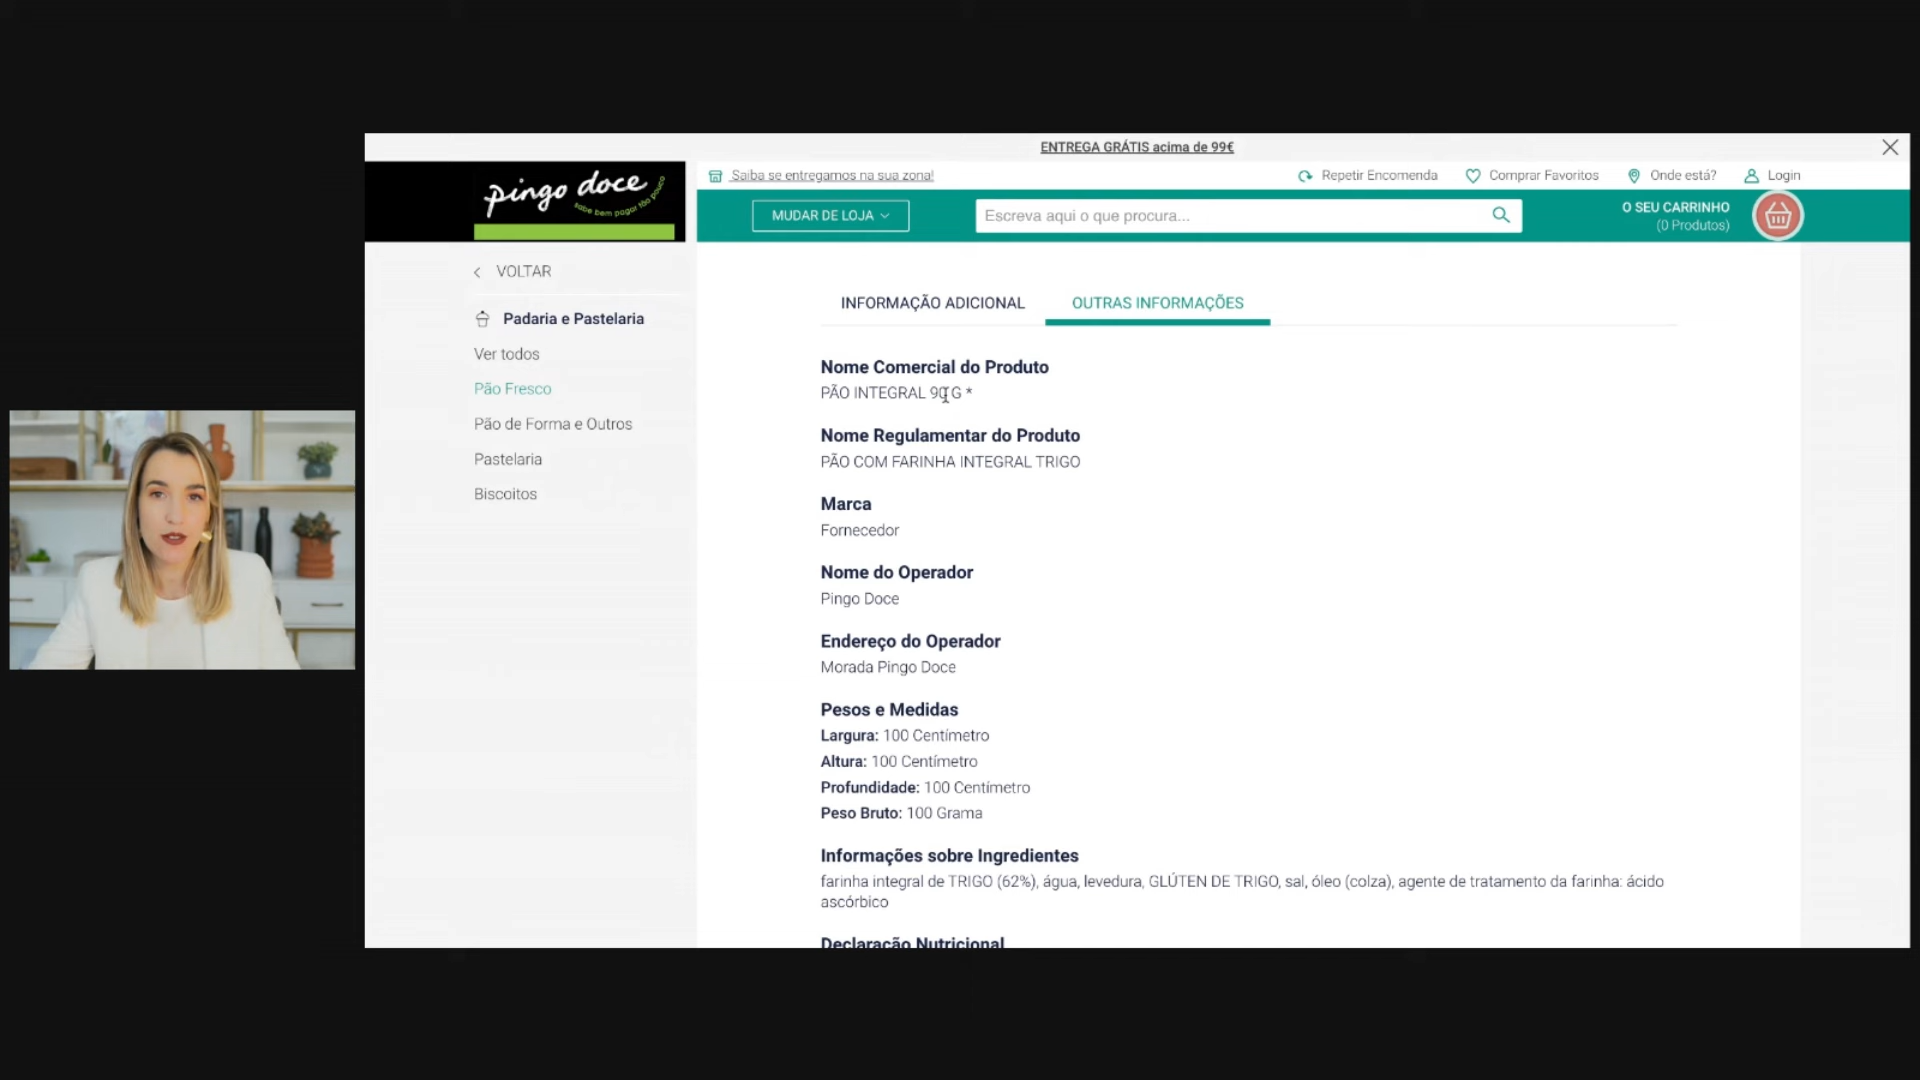 ENTREGA GRÁTIS acima de 99€
pingo doce
sabe bem pagar tão pouco
Saiba se entregamos na sua zona!
Repetir Encomenda
Comprar Favoritos
Onde está?
Login
MUDAR DE LOJA
Escreva aqui o que procura...
O SEU CARRINHO
(0 Produtos)
VOLTAR
Padaria e Pastelaria
Ver todos
Pão Fresco
Pão de Forma e Outros
Pastelaria
Biscoitos
INFORMAÇÃO ADICIONAL
OUTRAS INFORMAÇÕES
Nome Comercial do Produto
PÃO INTEGRAL 90 G *
Nome Regulamentar do Produto
PÃO COM FARINHA INTEGRAL TRIGO
Marca
Fornecedor
Nome do Operador
Pingo Doce
Endereço do Operador
Morada Pingo Doce
Pesos e Medidas
Largura: 100 Centímetro
Altura: 100 Centímetro
Profundidade: 100 Centímetro
Peso Bruto: 100 Grama
Informações sobre Ingredientes
farinha integral de TRIGO (62%), água, levedura, GLÚTEN DE TRIGO, sal, óleo (colza), agente de tratamento da farinha: ácido
ascórbico
Declaração Nutricional